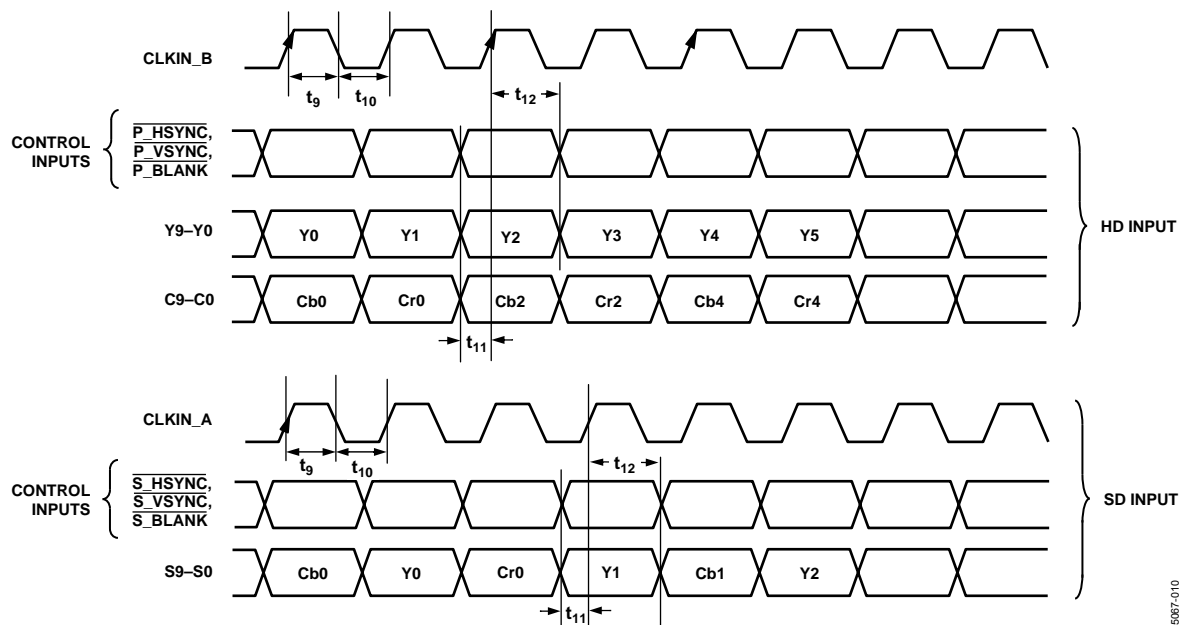 CLKIN_B
t9 t10 t12
CONTROL INPUTS
P_HSYNC,
P_VSYNC,
P_BLANK
HD INPUT
Y9–Y0 Y0 Y1 Y2 Y3 Y4 Y5
C9–C0 Cb0 Cr0 Cb2 Cr2 Cb4 Cr4
t11
CLKIN_A
t9 t10 t12
CONTROL INPUTS
S_HSYNC,
S_VSYNC,
S_BLANK
SD INPUT
S9–S0 Cb0 Y0 Cr0 Y1 Cb1 Y2
t11
5067-010